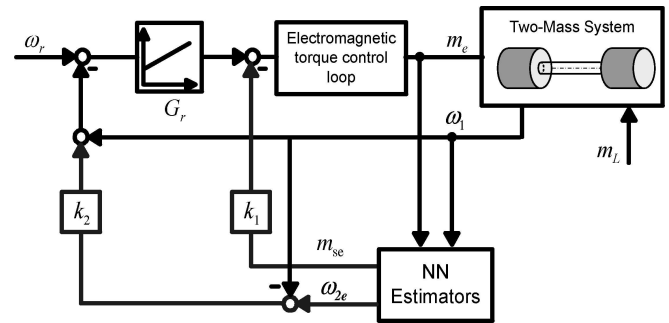 Two-Mass System
Electromagnetic
torque control
loop
ω_r
-
G_r
-
m_e
ω_1
m_L
k_2
k_1
m_se
NN
Estimators
-
ω_2e